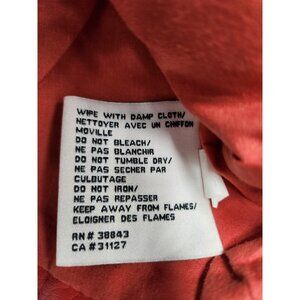 WIPE WITH DAMP CLOTH/
NETTOYER AVEC UN CHIFFON
MOVILLE
DO NOT BLEACH/
NE PAS BLANCHIR
DO NOT TUMBLE DRY/
NE PAS SECHER PAR
CULBUTAGE
DO NOT IRON/
NE PAS REPASSER
KEEP AWAY FROM FLAMES/
ELOIGNER DES FLAMES
RN# 38843
CA# 31127